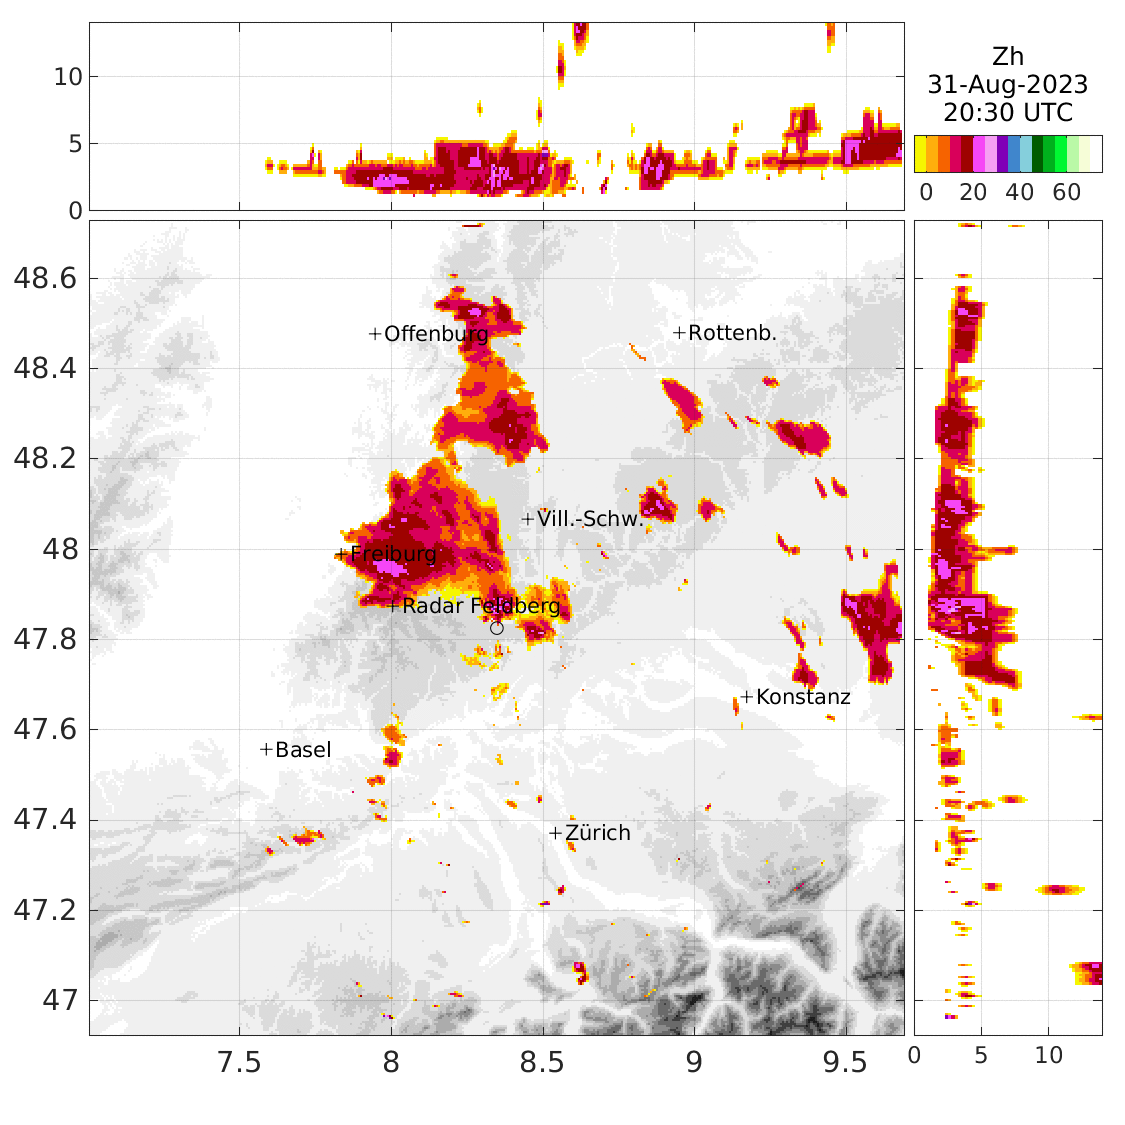 Zh
31-Aug-2023
20:30 UTC
10
5
0
0 20 40 60
48.6
48.4
48.2
48
47.8
47.6
47.4
47.2
47
+Offenburg
+Rottenb.
+Vill.-Schw.
+Freiburg
+Radar Feldberg
+Konstanz
+Basel
+Zürich
7.5 8 8.5 9 9.5
0 5 10